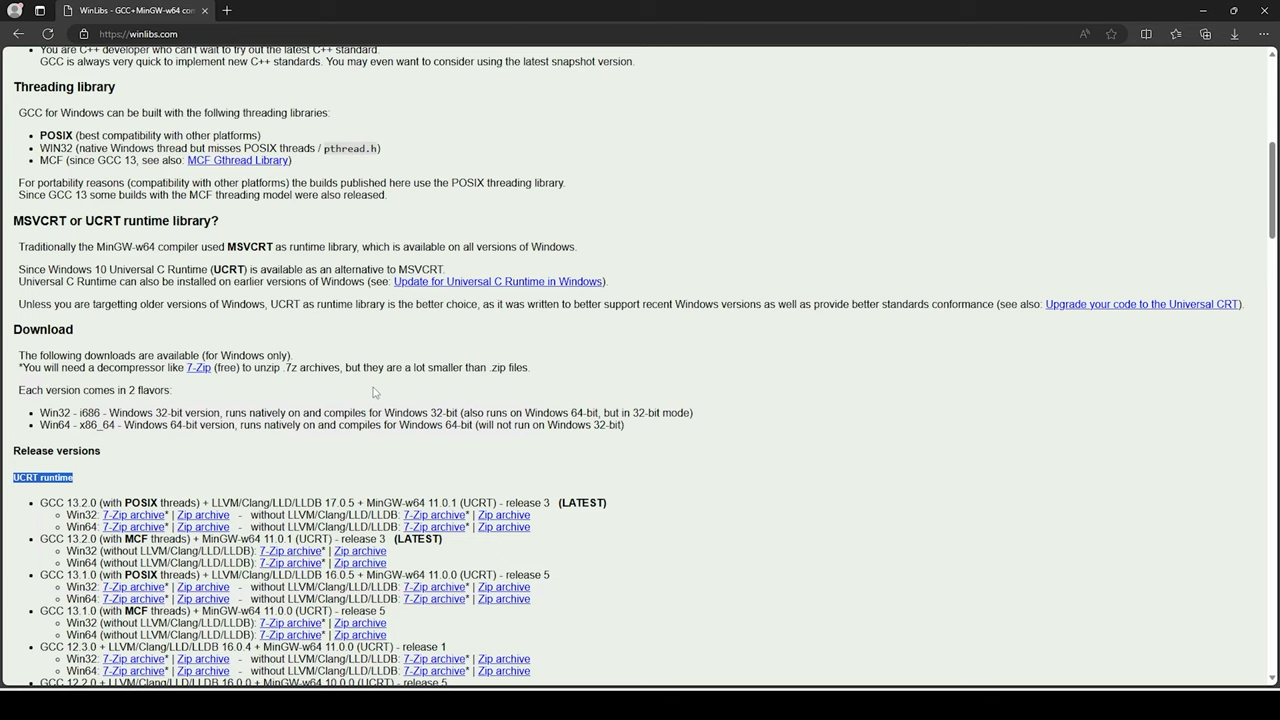 WinLibs - GCC+MinGW-w64 con
https://winlibs.com
You are C++ developer who can't wait to try out the latest C++ standard.
GCC is always very quick to implement new C++ standards. You may even want to consider using the latest snapshot version.
Threading library
GCC for Windows can be built with the follwing threading libraries:
POSIX (best compatibility with other platforms)
WIN32 (native Windows thread but misses POSIX threads / pthread.h)
MCF (since GCC 13, see also: MCF Gthread Library)
For portability reasons (compatibility with other platforms) the builds published here use the POSIX threading library.
Since GCC 13 some builds with the MCF threading model were also released.
MSVCRT or UCRT runtime library?
Traditionally the MinGW-w64 compiler used MSVCRT as runtime library, which is available on all versions of Windows.
Since Windows 10 Universal C Runtime (UCRT) is available as an alternative to MSVCRT.
Universal C Runtime can also be installed on earlier versions of Windows (see: Update for Universal C Runtime in Windows).
Unless you are targetting older versions of Windows, UCRT as runtime library is the better choice, as it was written to better support recent Windows versions as well as provide better standards conformance (see also: Upgrade your code to the Universal CRT).
Download
The following downloads are available (for Windows only).
*You will need a decompressor like 7-Zip (free) to unzip .7z archives, but they are a lot smaller than .zip files.
Each version comes in 2 flavors:
Win32 - i686 - Windows 32-bit version, runs natively on and compiles for Windows 32-bit (also runs on Windows 64-bit, but in 32-bit mode)
Win64 - x86_64 - Windows 64-bit version, runs natively on and compiles for Windows 64-bit (will not run on Windows 32-bit)
Release versions
UCRT runtime
GCC 13.2.0 (with POSIX threads) + LLVM/Clang/LLD/LLDB 17.0.5 + MinGW-w64 11.0.1 (UCRT) - release 3 (LATEST)
Win32: 7-Zip archive* | Zip archive - without LLVM/Clang/LLD/LLDB: 7-Zip archive* | Zip archive
Win64: 7-Zip archive* | Zip archive - without LLVM/Clang/LLD/LLDB: 7-Zip archive* | Zip archive
GCC 13.2.0 (with MCF threads) + MinGW-w64 11.0.1 (UCRT) - release 3 (LATEST)
Win32 (without LLVM/Clang/LLD/LLDB): 7-Zip archive* | Zip archive
Win64 (without LLVM/Clang/LLD/LLDB): 7-Zip archive* | Zip archive
GCC 13.1.0 (with POSIX threads) + LLVM/Clang/LLD/LLDB 16.0.5 + MinGW-w64 11.0.0 (UCRT) - release 5
Win32: 7-Zip archive* | Zip archive - without LLVM/Clang/LLD/LLDB: 7-Zip archive* | Zip archive
Win64: 7-Zip archive* | Zip archive - without LLVM/Clang/LLD/LLDB: 7-Zip archive* | Zip archive
GCC 13.1.0 (with MCF threads) + MinGW-w64 11.0.0 (UCRT) - release 5
Win32 (without LLVM/Clang/LLD/LLDB): 7-Zip archive* | Zip archive
Win64 (without LLVM/Clang/LLD/LLDB): 7-Zip archive* | Zip archive
GCC 12.3.0 + LLVM/Clang/LLD/LLDB 16.0.4 + MinGW-w64 11.0.0 (UCRT) - release 1
Win32: 7-Zip archive* | Zip archive - without LLVM/Clang/LLD/LLDB: 7-Zip archive* | Zip archive
Win64: 7-Zip archive* | Zip archive - without LLVM/Clang/LLD/LLDB: 7-Zip archive* | Zip archive
GCC 12.2.0 + LLVM/Clang/LLD/LLDB 16.0.0 + MinGW-w64 10.0.0 (UCRT) - release 5